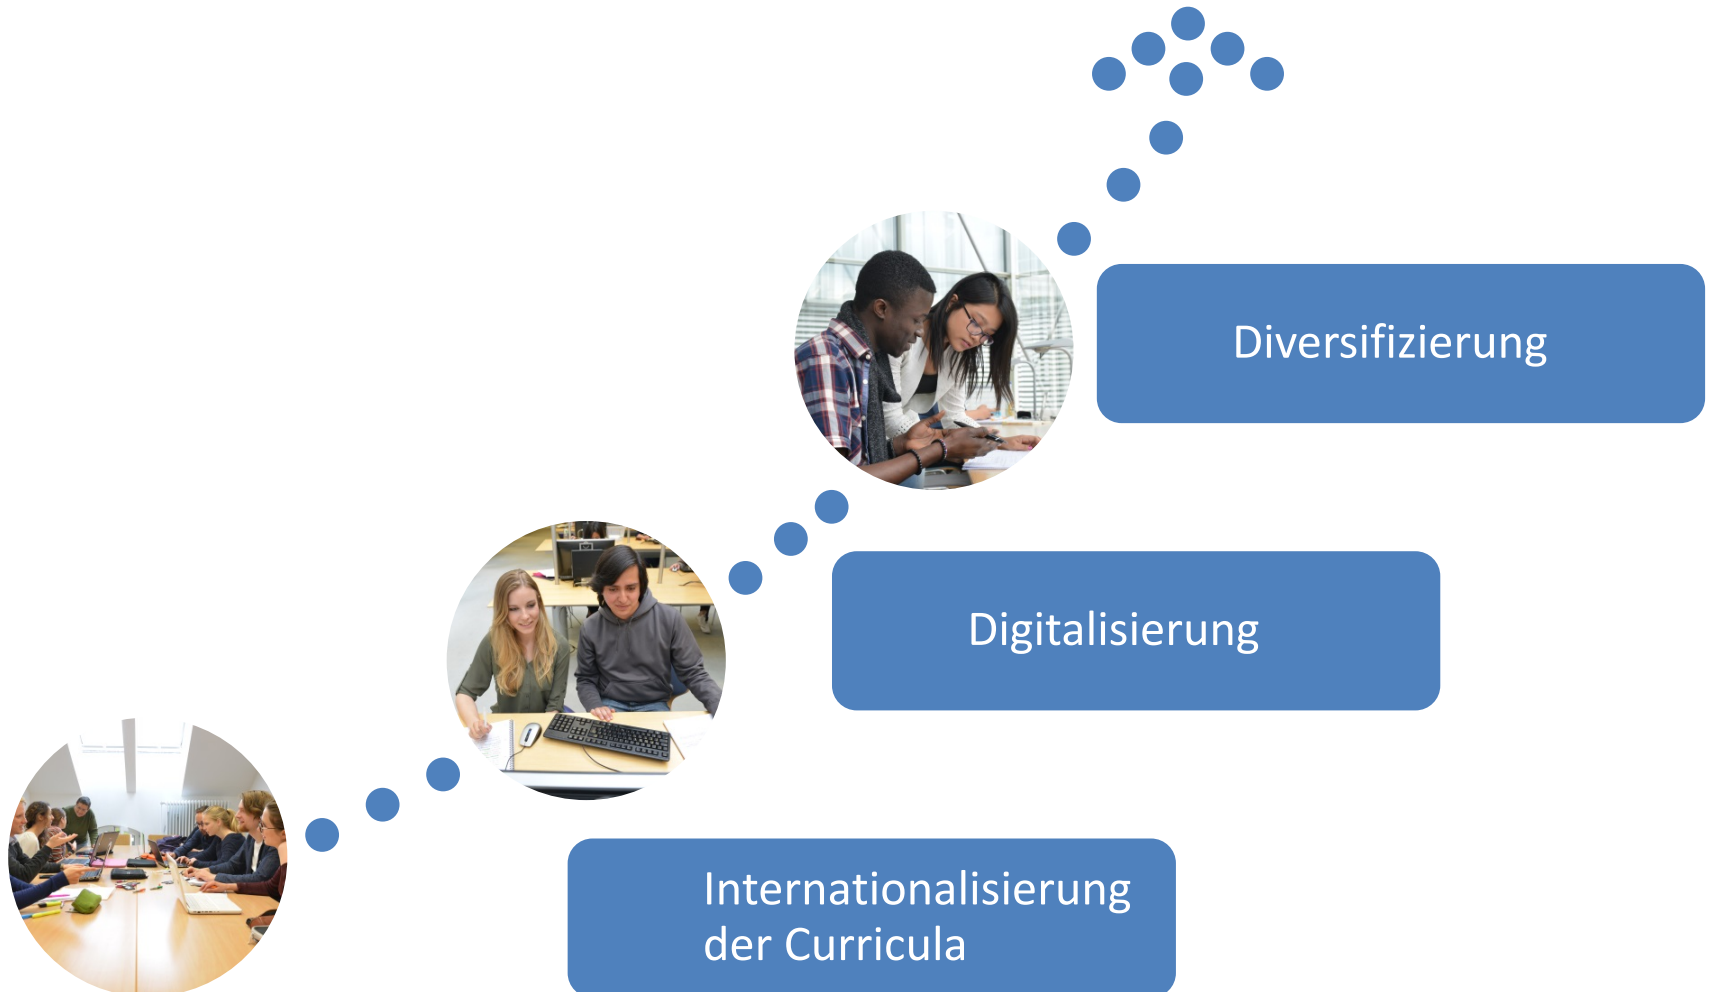 Diversifizierung
Digitalisierung
Internationalisierung
der Curricula